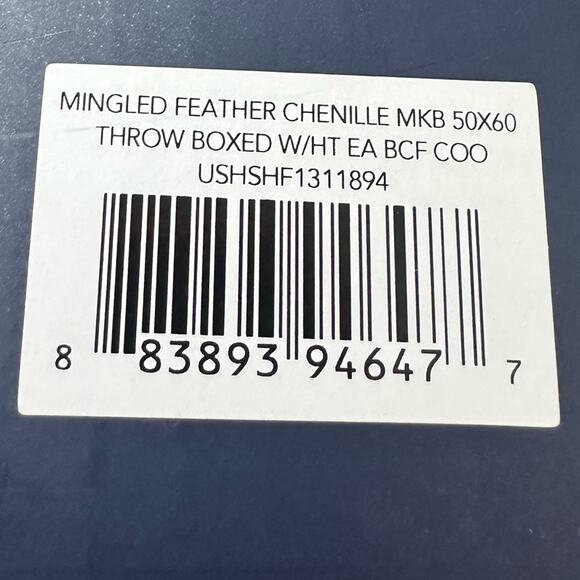 MINGLED FEATHER CHENILLE MKB 50X60
THROW BOXED W/HT EA BCF COO
USHSHF1311894
8 83893 94647 7